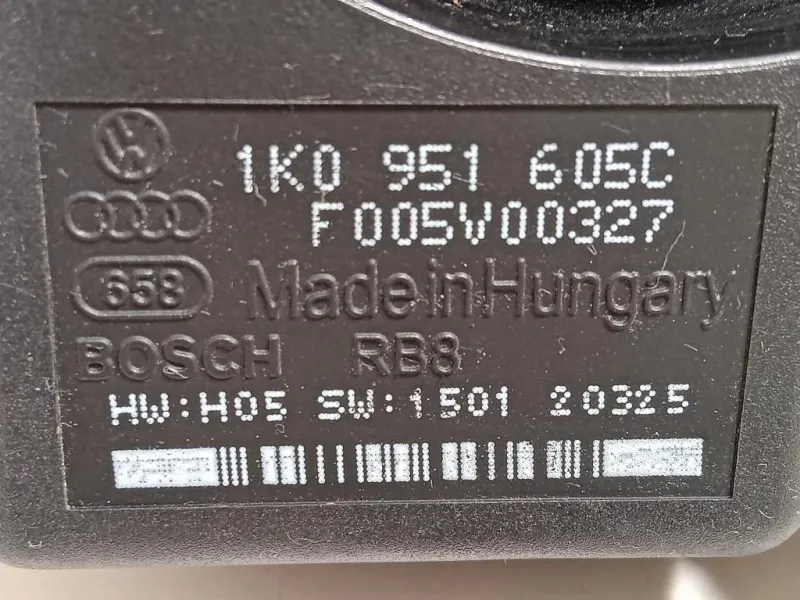 1K0 951 605C
F005V00327
658 Made in Hungary
BOSCH RB8
HW:H05 SW:1501 20325